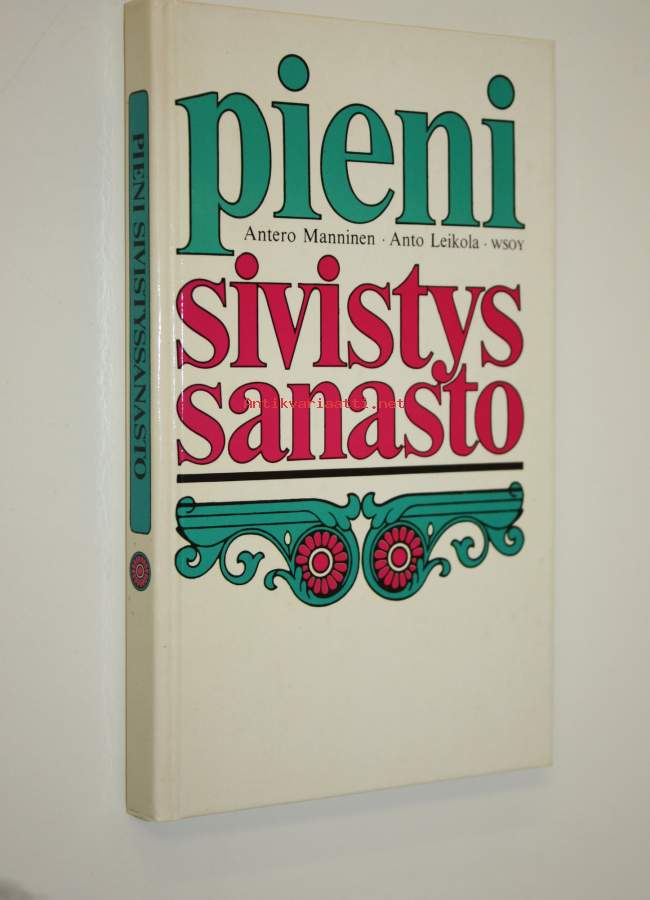 PIENI SIVISTYSSANASTO
pieni
Antero Manninen · Anto Leikola · WSOY
sivistys
sanasto
Antikvariaatti.net